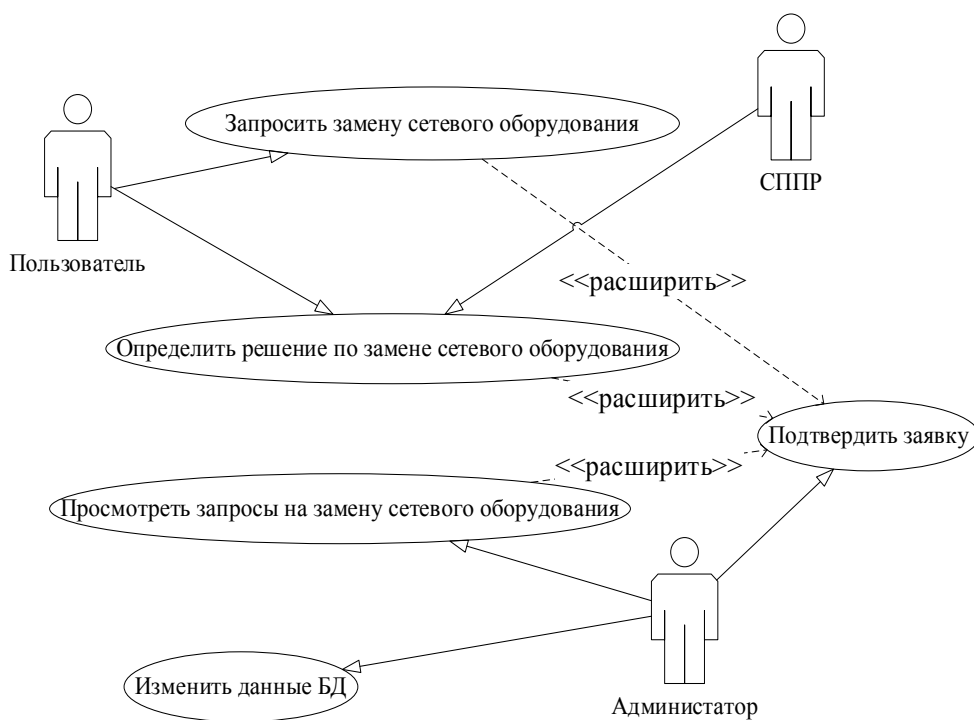 Запросить замену сетевого оборудования
СППР
Пользователь
<<расширить>>
Определить решение по замене сетевого оборудования
<<расширить>>
Подтвердить заявку
<<расширить>>
Просмотреть запросы на замену сетевого оборудования
Изменить данные БД
Администатор